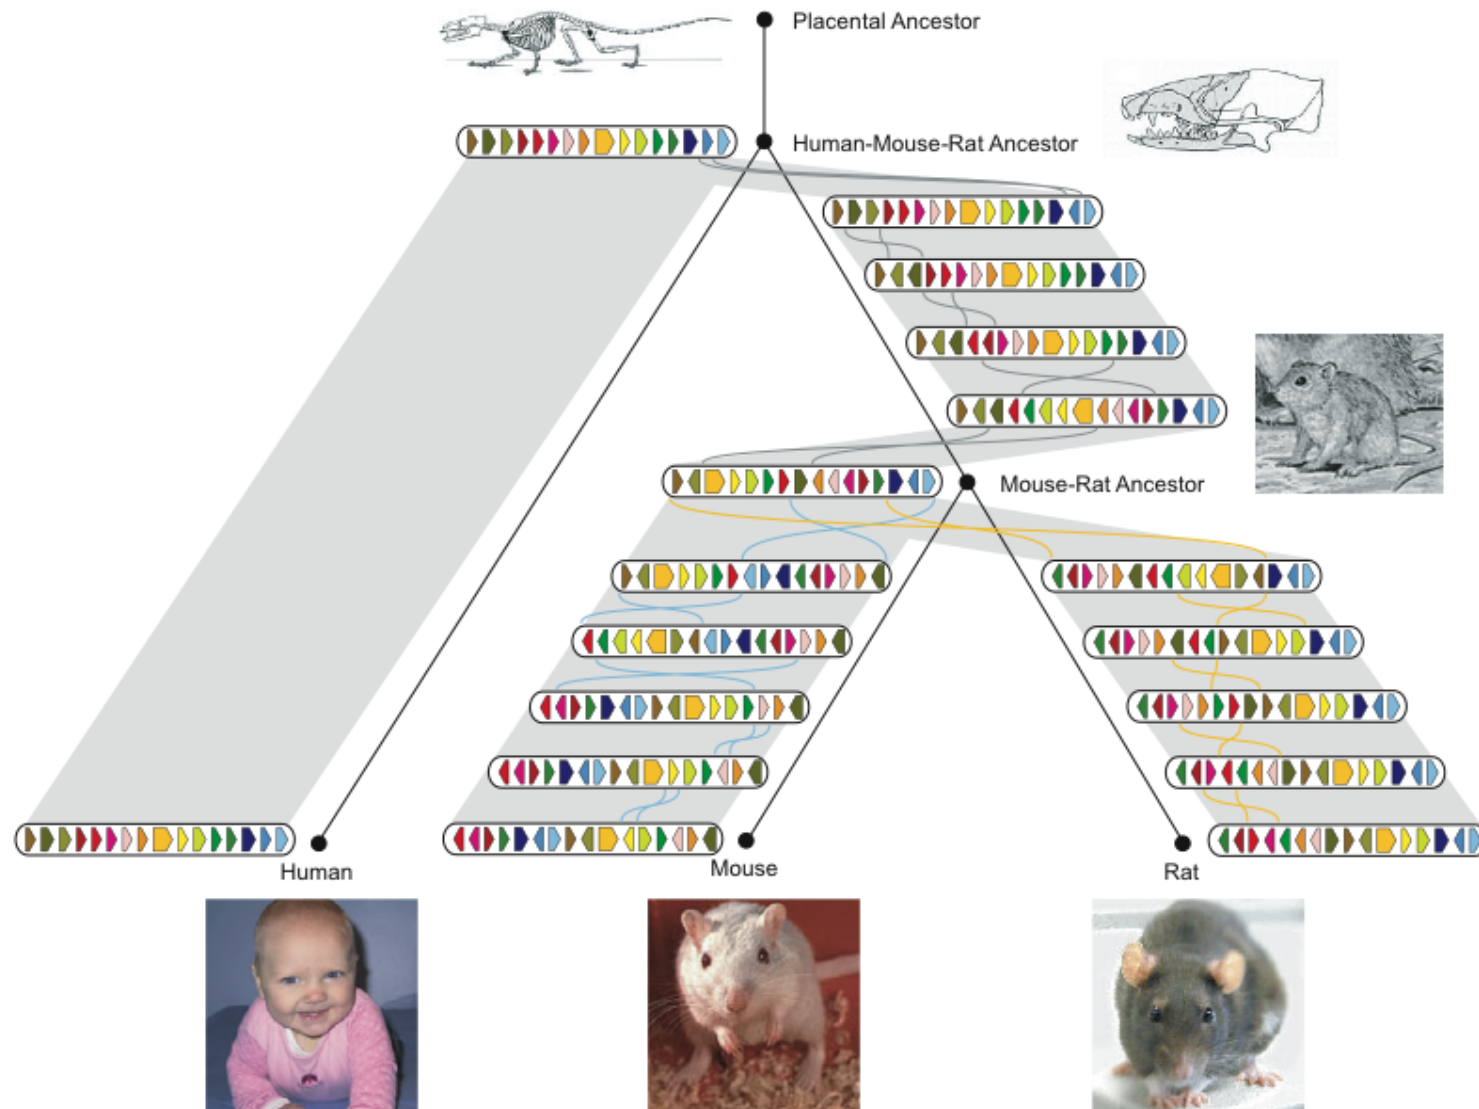 Placental Ancestor
Human-Mouse-Rat Ancestor
Mouse-Rat Ancestor
Human
Mouse
Rat